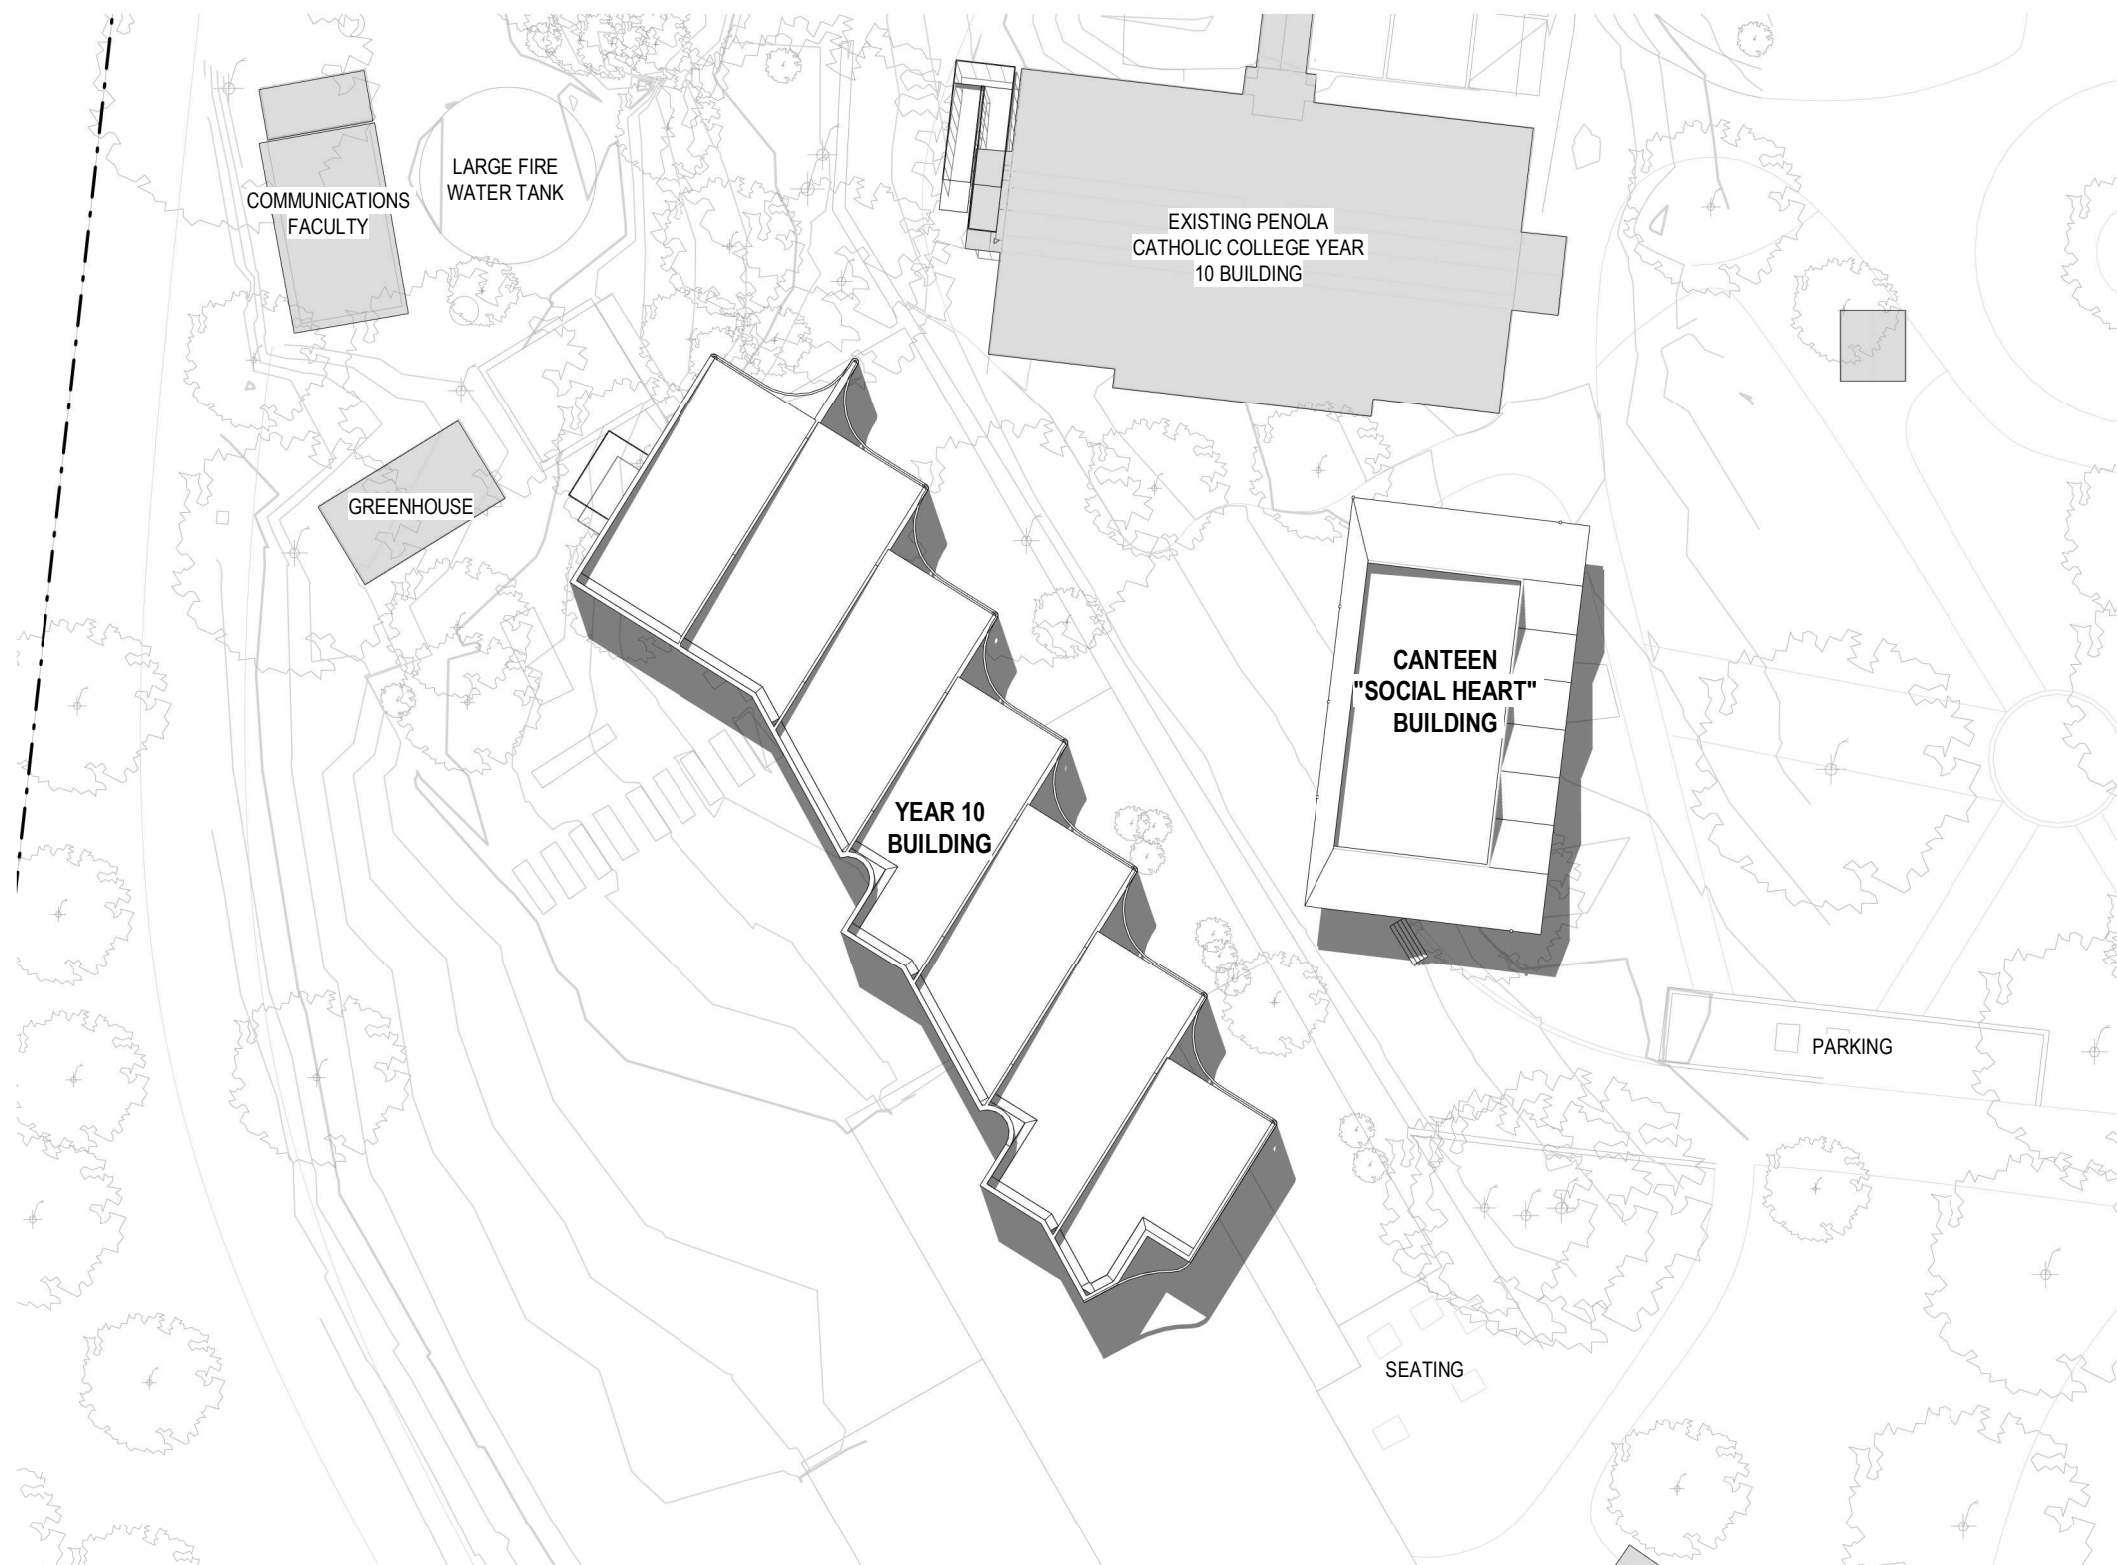 LARGE FIRE
WATER TANK
COMMUNICATIONS
FACULTY
EXISTING PENOLA
CATHOLIC COLLEGE YEAR
10 BUILDING
GREENHOUSE
CANTEEN
"SOCIAL HEART"
BUILDING
YEAR 10
BUILDING
PARKING
SEATING